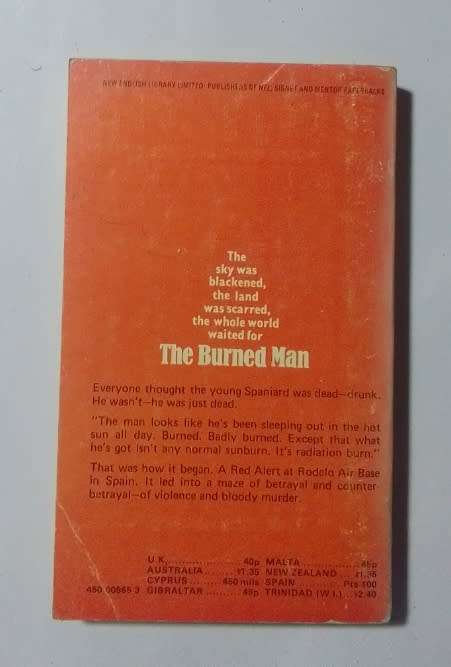 NEW ENGLISH LIBRARY LIMITED: PUBLISHERS OF NEL, SIGNET AND MENTOR PAPERBACKS
The
sky was
blackened,
the land
was scarred,
the whole world
waited for
The Burned Man
Everyone thought the young Spaniard was dead—drunk.
He wasn't—he was just dead.
"The man looks like he's been sleeping out in the hot
sun all day. Burned. Badly burned. Except that what
he's got isn't any normal sunburn. It's radiation burn."
That was how it began. A Red Alert at Rodelo Air Base
in Spain. It led into a maze of betrayal and counter-
betrayal—of violence and bloody murder.
U.K. ............... 40p MALTA ............... 45p
AUSTRALIA ....... $1.35 NEW ZEALAND ... $1.35
CYPRUS ........ 450 mils SPAIN ........... Pts 100
450 00865 3 GIBRALTAR ............ 45p TRINIDAD (W.I.) ... $2.40